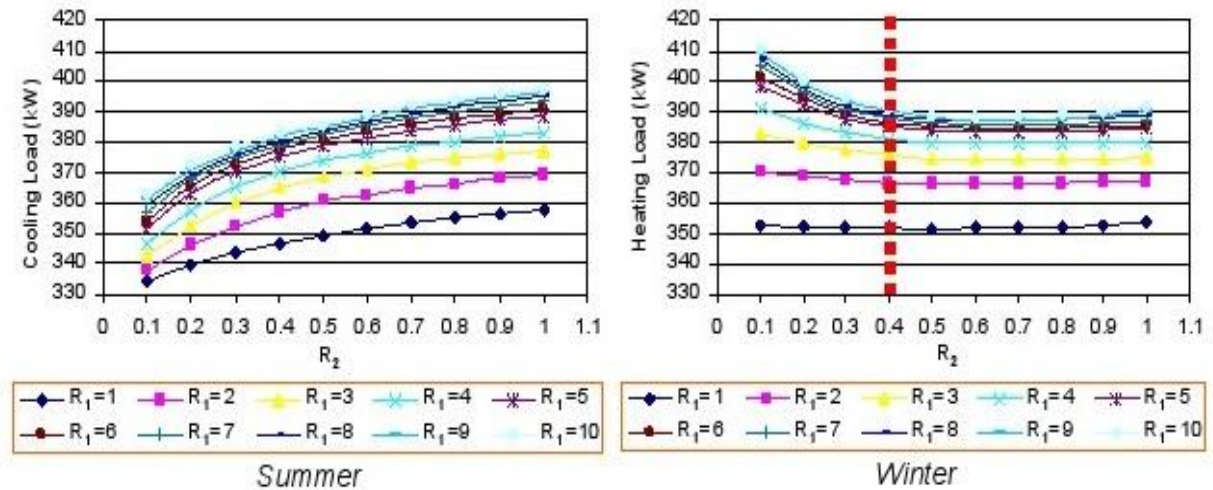 Cooling Load (kW)
420
410
400
390
380
370
360
350
340
330
0 0.1 0.2 0.3 0.4 0.5 0.6 0.7 0.8 0.9 1 1.1
R₂
R₁=1 R₁=2 R₁=3 R₁=4 R₁=5
R₁=6 R₁=7 R₁=8 R₁=9 R₁=10
Summer
Heating Load (kW)
420
410
400
390
380
370
360
350
340
330
0 0.1 0.2 0.3 0.4 0.5 0.6 0.7 0.8 0.9 1 1.1
R₂
R₁=1 R₁=2 R₁=3 R₁=4 R₁=5
R₁=6 R₁=7 R₁=8 R₁=9 R₁=10
Winter